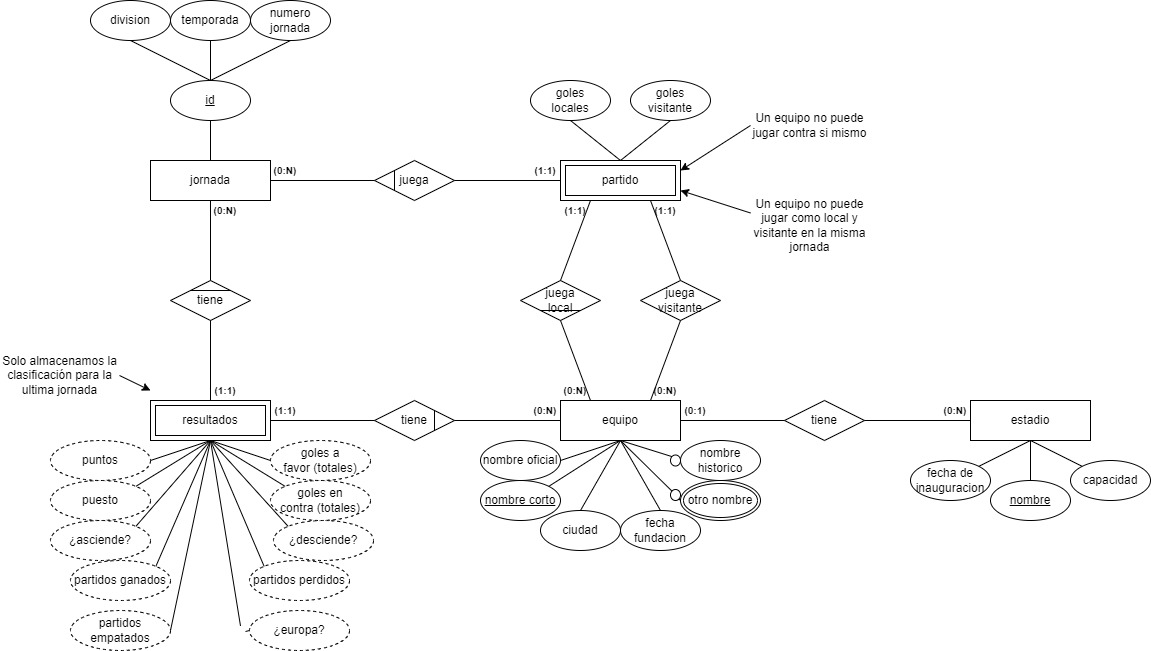 division
temporada
numero
jornada
id
goles
locales
goles
visitante
Un equipo no puede
jugar contra si mismo
jornada
(0:N)
juega
(1:1)
partido
(0:N)
(1:1)
(1:1)
Un equipo no puede
jugar como local y
visitante en la misma
jornada
tiene
juega
local
juega
visitante
Solo almacenamos la
clasificación para la
ultima jornada
(1:1)
(0:N)
(0:N)
resultados
(1:1)
tiene
(0:N)
equipo
(0:1)
tiene
(0:N)
estadio
puntos
goles a
favor (totales)
nombre oficial
nombre
historico
fecha de
inauguracion
capacidad
puesto
goles en
contra (totales)
nombre corto
otro nombre
nombre
¿asciende?
¿desciende?
ciudad
fecha
fundacion
partidos ganados
partidos perdidos
partidos
empatados
¿europa?